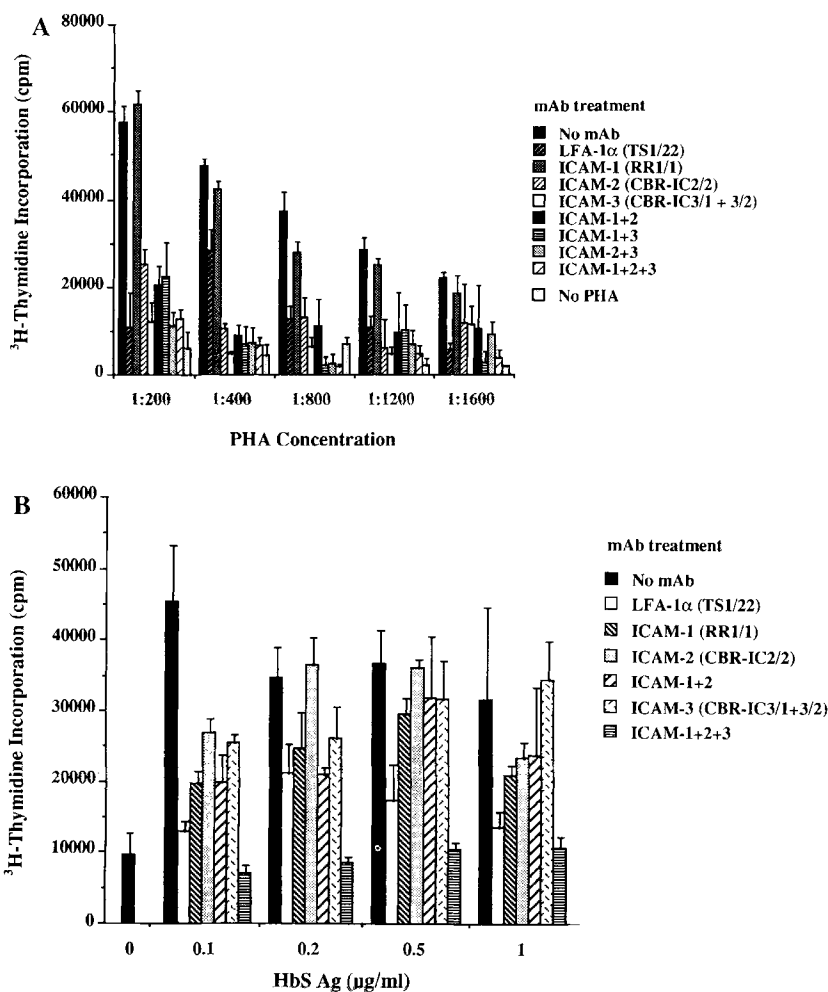 A
80000
60000
40000
20000
0
³H-Thymidine Incorporation (cpm)
1:200 1:400 1:800 1:1200 1:1600
PHA Concentration
mAb treatment
No mAb
LFA-1α (TS1/22)
ICAM-1 (RR1/1)
ICAM-2 (CBR-IC2/2)
ICAM-3 (CBR-IC3/1 + 3/2)
ICAM-1+2
ICAM-1+3
ICAM-2+3
ICAM-1+2+3
No PHA
B
60000
50000
40000
30000
20000
10000
0
³H-Thymidine Incorporation (cpm)
0 0.1 0.2 0.5 1
HbS Ag (µg/ml)
mAb treatment
No mAb
LFA-1α (TS1/22)
ICAM-1 (RR1/1)
ICAM-2 (CBR-IC2/2)
ICAM-1+2
ICAM-3 (CBR-IC3/1+3/2)
ICAM-1+2+3